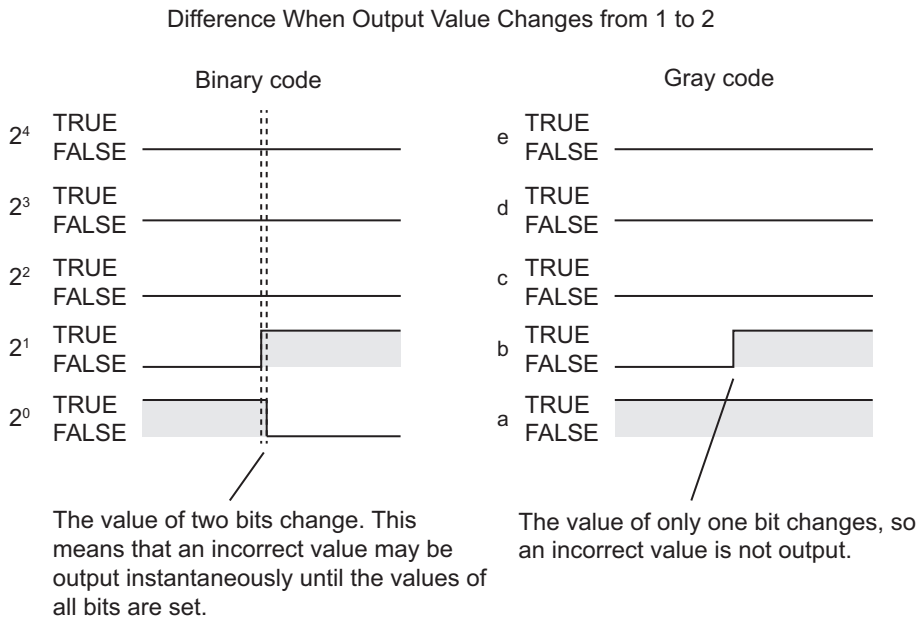 Difference When Output Value Changes from 1 to 2
Binary code
2⁴ TRUE
FALSE
2³ TRUE
FALSE
2² TRUE
FALSE
2¹ TRUE
FALSE
2⁰ TRUE
FALSE
The value of two bits change. This
means that an incorrect value may be
output instantaneously until the values of
all bits are set.
Gray code
e TRUE
FALSE
d TRUE
FALSE
c TRUE
FALSE
b TRUE
FALSE
a TRUE
FALSE
The value of only one bit changes, so
an incorrect value is not output.